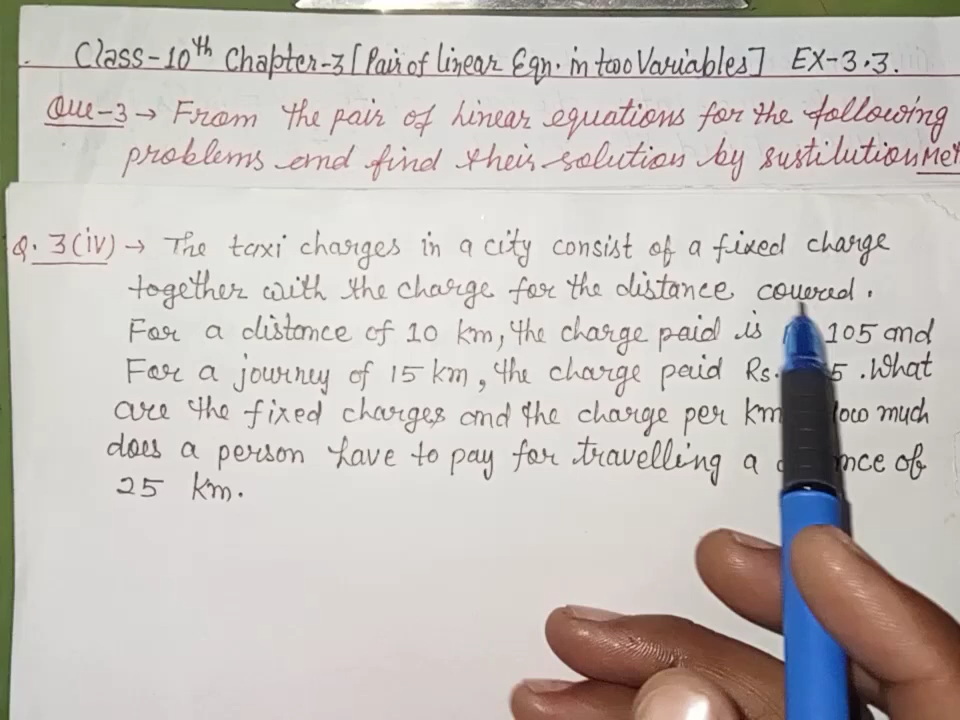 Class-10th Chapter-3 [Pair of linear Eqn. in two Variables] EX-3.3.
Que-3 → From the pair of linear equations for the following
problems and find their solution by sustilution Met
Q. 3(iv) → The taxi charges in a city consist of a fixed charge
together with the charge for the distance covered.
For a distance of 10 km, the charge paid is 105 and
For a journey of 15 km, the charge paid Rs. 5. What
are the fixed charges and the charge per km much
does a person have to pay for travelling a of
25 km.